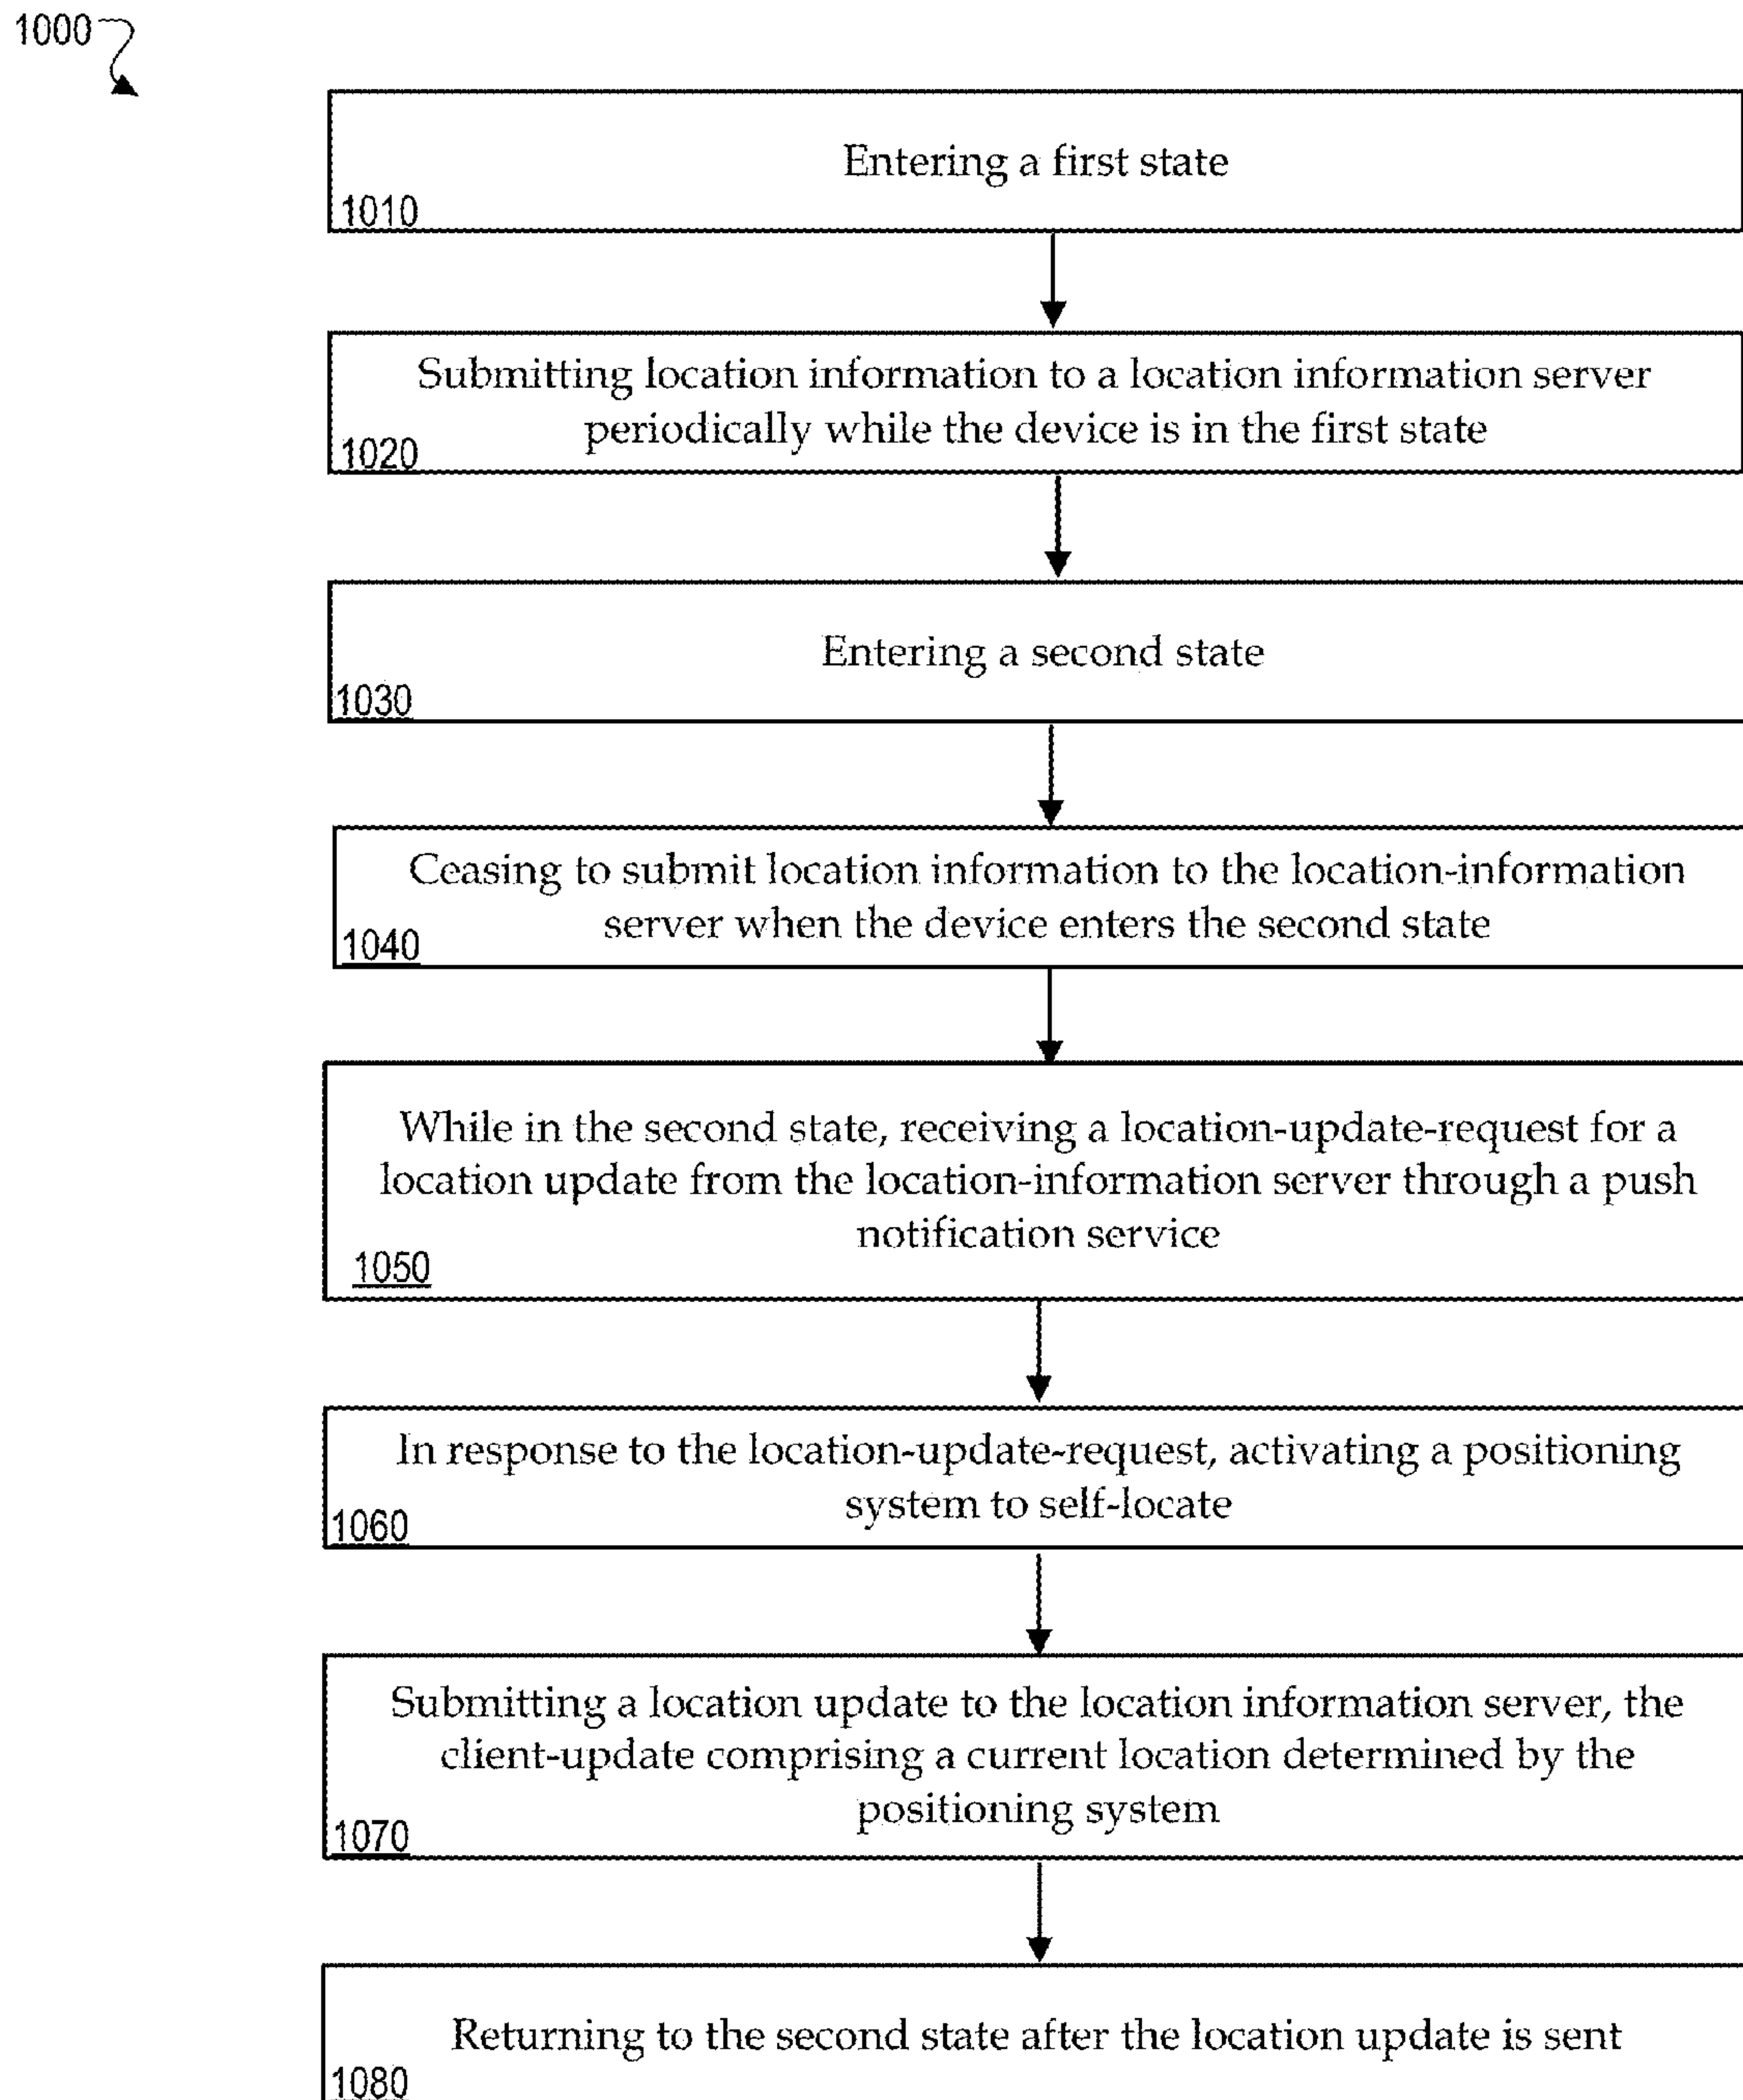 1000
Entering a first state
1010
Submitting location information to a location information server
periodically while the device is in the first state
1020
Entering a second state
1030
Ceasing to submit location information to the location-information
server when the device enters the second state
1040
While in the second state, receiving a location-update-request for a
location update from the location-information server through a push
notification service
1050
In response to the location-update-request, activating a positioning
system to self-locate
1060
Submitting a location update to the location information server, the
client-update comprising a current location determined by the
positioning system
1070
Returning to the second state after the location update is sent
1080